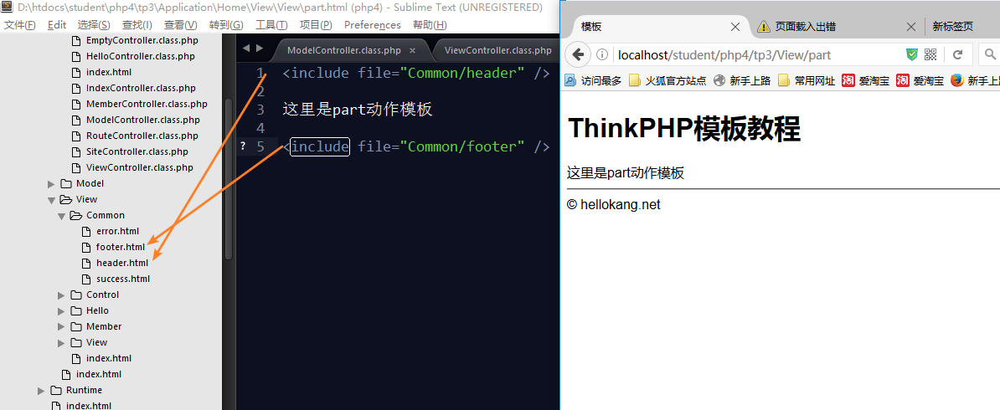 D:\htdocs\student\php4\tp3\Application\Home\View\View\part.html (php4) - Sublime Text (UNREGISTERED)
文件(F) Edit 选择(S) 查找(I) 查看(V) 转到(G) 工具(T) 项目(P) Preferences 帮助(H)
EmptyController.class.php
HelloController.class.php
index.html
IndexController.class.php
MemberController.class.php
ModelController.class.php
RouteController.class.php
SiteController.class.php
ViewController.class.php
Model
View
Common
error.html
footer.html
header.html
success.html
Control
Hello
Member
View
index.html
index.html
Runtime
index.html
ModelController.class.php × ViewController.class.php
1 <include file="Common/header" />
2
3 这里是part动作模板
4
? 5 <include file="Common/footer" />
模板 页面载入出错 新标签页
localhost/student/php4/tp3/View/part
访问最多 火狐官方站点 新手上路 常用网址 淘 爱淘宝 淘 爱淘宝 新手上路
ThinkPHP模板教程
这里是part动作模板
© hellokang.net